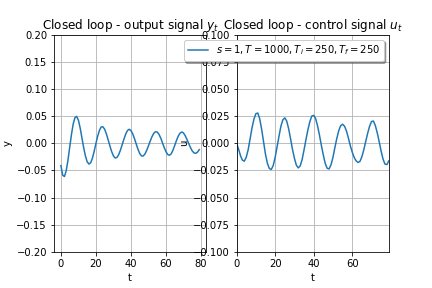 Closed loop - output signal y_t
Closed loop - control signal u_t
s = 1, T = 1000, T_i = 250, T_r = 250
0.20
0.15
0.10
0.05
0.00
−0.05
−0.10
−0.15
−0.20
y
0 20 40 60 80
t
0.100
0.075
0.050
0.025
0.000
−0.025
−0.050
−0.075
−0.100
u
0 20 40 60
t